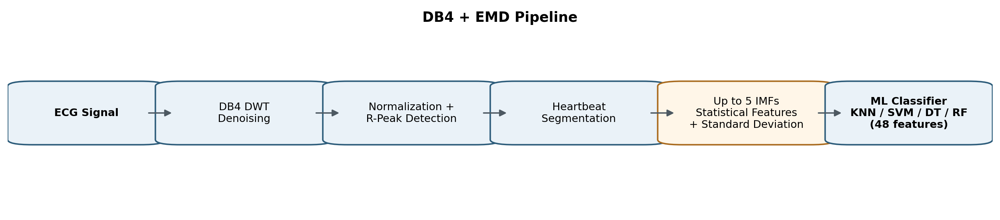 DB4 + EMD Pipeline
ECG Signal
DB4 DWT
Denoising
Normalization +
R-Peak Detection
Heartbeat
Segmentation
Up to 5 IMFs
Statistical Features
+ Standard Deviation
ML Classifier
KNN / SVM / DT / RF
(48 features)